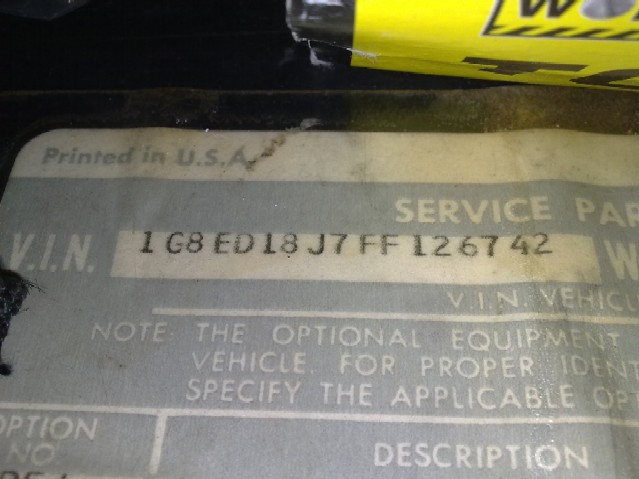 Printed in U.S.A.
SERVICE PAR
V.I.N. 1G8ED18J7FF126742 W
V.I.N. VEHICL
NOTE: THE OPTIONAL EQUIPMENT
VEHICLE. FOR PROPER IDENT
SPECIFY THE APPLICABLE OP
OPTION
NO.
DESCRIPTION